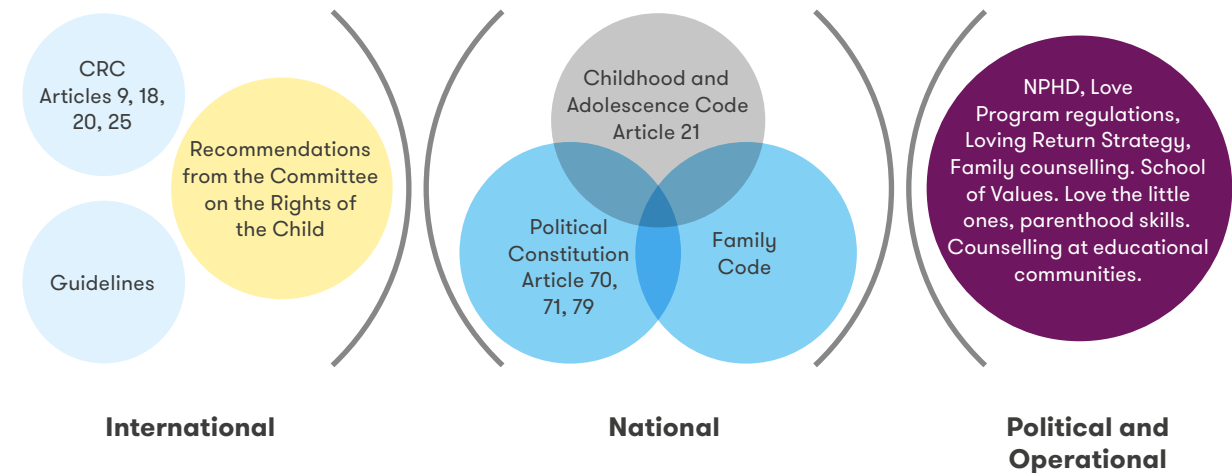 CRC
Articles 9, 18,
20, 25
Recommendations
from the Committee
on the Rights of
the Child
Guidelines
International
Childhood and
Adolescence Code
Article 21
Political
Constitution
Article 70,
71, 79
Family
Code
National
NPHD, Love
Program regulations,
Loving Return Strategy,
Family counselling. School
of Values. Love the little
ones, parenthood skills.
Counselling at educational
communities.
Political and
Operational